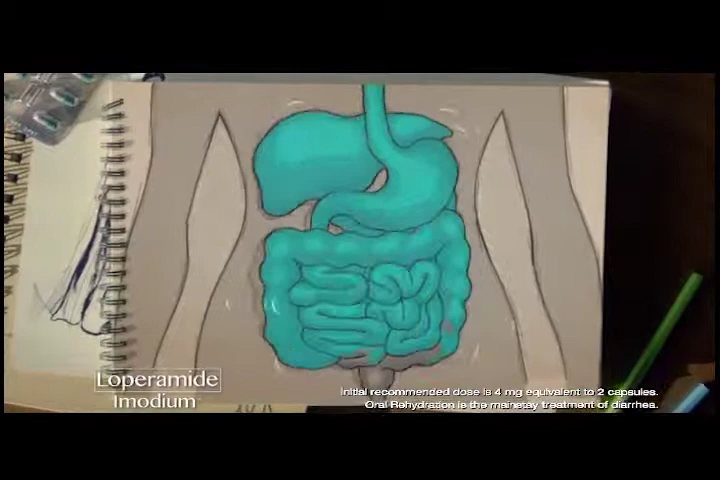 Loperamide
Imodium
Initial recommended dose is 4 mg equivalent to 2 capsules.
Oral Rehydration is the mainstay treatment of diarrhea.